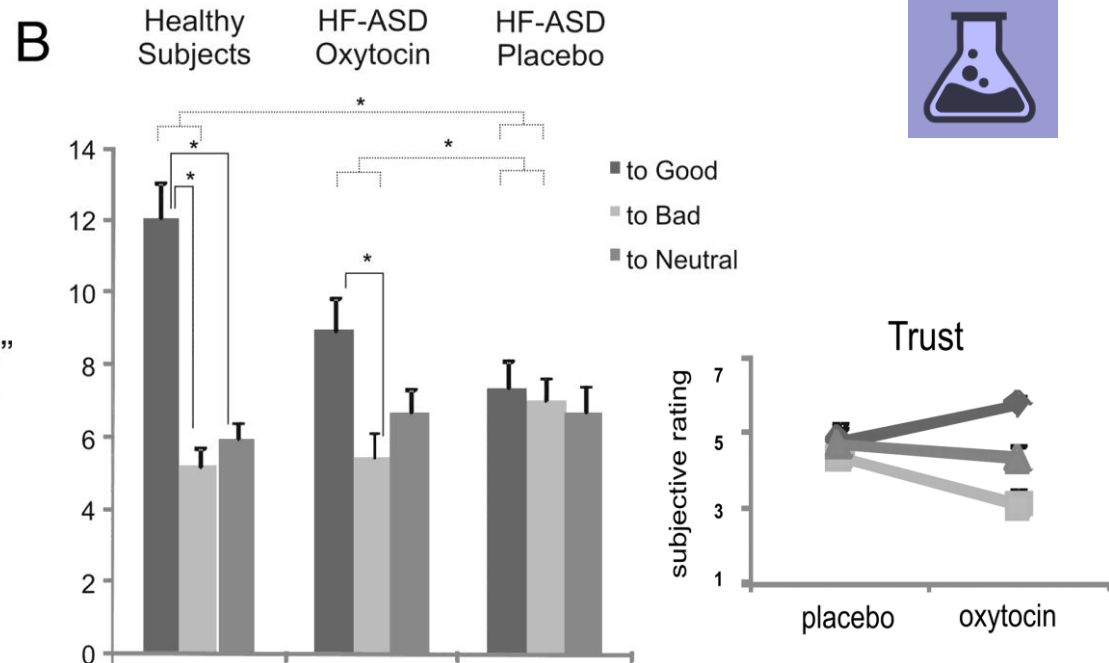 B
Healthy
Subjects
HF-ASD
Oxytocin
HF-ASD
Placebo
*
*
*
*
*
14
12
10
8
6
4
2
0
to Good
to Bad
to Neutral
”
Trust
subjective rating
7
5
3
1
placebo
oxytocin